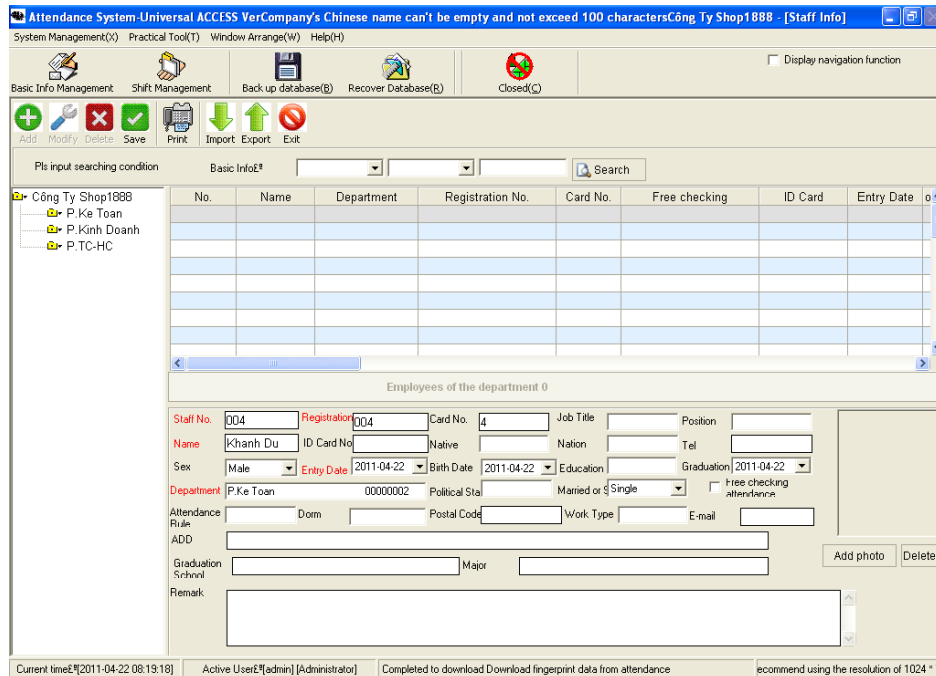 Attendance System-Universal ACCESS VerCompany's Chinese name can't be empty and not exceed 100 charactersCông Ty Shop1888 - [Staff Info]
System Management(X) Practical Tool(T) Window Arrange(W) Help(H)
Display navigation function
Basic Info Management Shift Management Back up database(B) Recover Database(R) Closed(C)
Add Modify Delete Save Print Import Export Exit
Pls input searching condition Basic Info£º Search
Công Ty Shop1888
P.Ke Toan
P.Kinh Doanh
P.TC-HC
No. Name Department Registration No. Card No. Free checking ID Card Entry Date
Employees of the department 0
Staff No. 004 Registration 004 Card No. 4 Job Title Position
Name Khanh Du ID Card No Native Nation Tel
Sex Male Entry Date 2011-04-22 Birth Date 2011-04-22 Education Graduation 2011-04-22
Department P.Ke Toan 00000002 Political Sta Married or S Single Free checking attendance
Attendance Rule Dorm Postal Code Work Type E-mail
ADD
Add photo Delete
Graduation School Major
Remark
Current time£º[2011-04-22 08:19:18] Active User£º[admin] [Administrator] Completed to download Download fingerprint data from attendance ecommend using the resolution of 1024 *